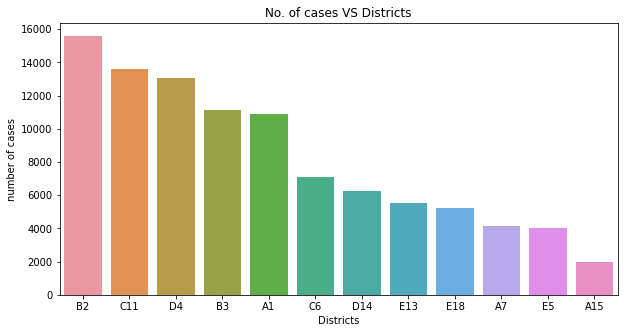 No. of cases VS Districts
number of cases
16000
14000
12000
10000
8000
6000
4000
2000
0
B2 C11 D4 B3 A1 C6 D14 E13 E18 A7 E5 A15
Districts